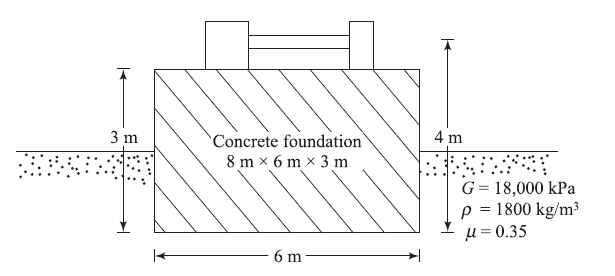 3 m
Concrete foundation
8 m × 6 m × 3 m
4 m
G = 18,000 kPa
ρ = 1800 kg/m³
μ = 0.35
6 m